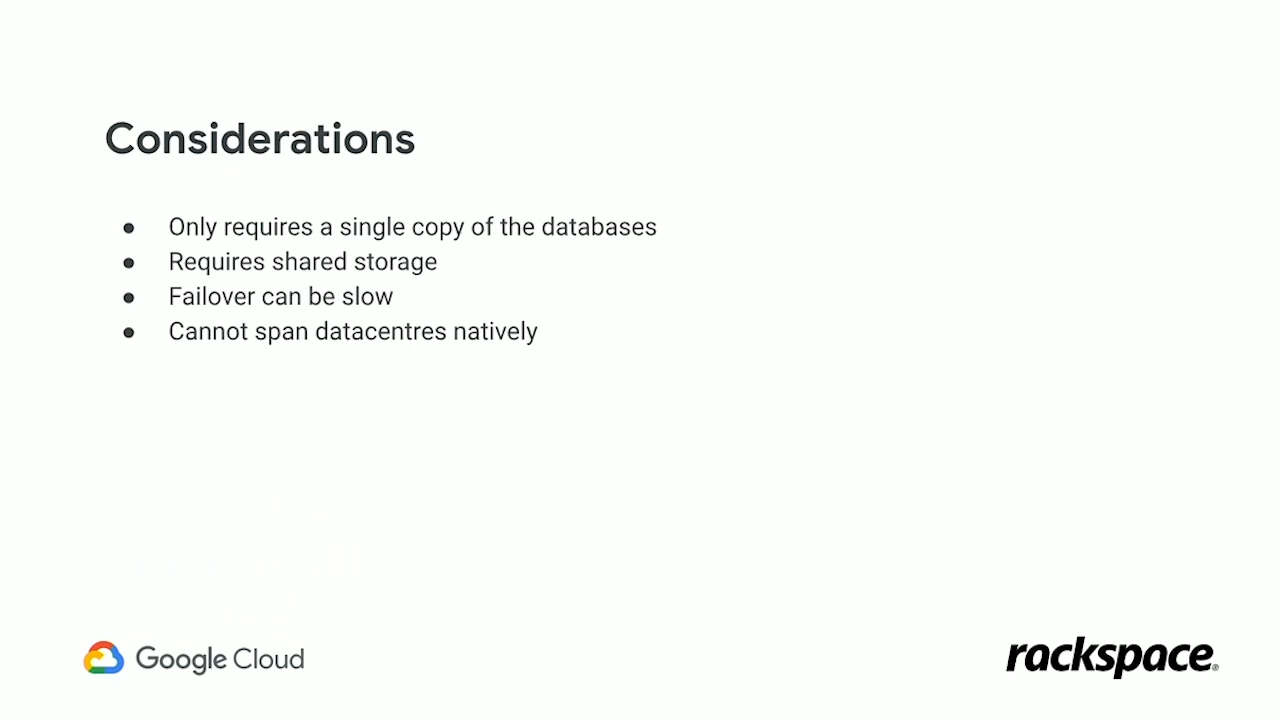 Considerations
● Only requires a single copy of the databases
● Requires shared storage
● Failover can be slow
● Cannot span datacentres natively
Google Cloud
rackspace®